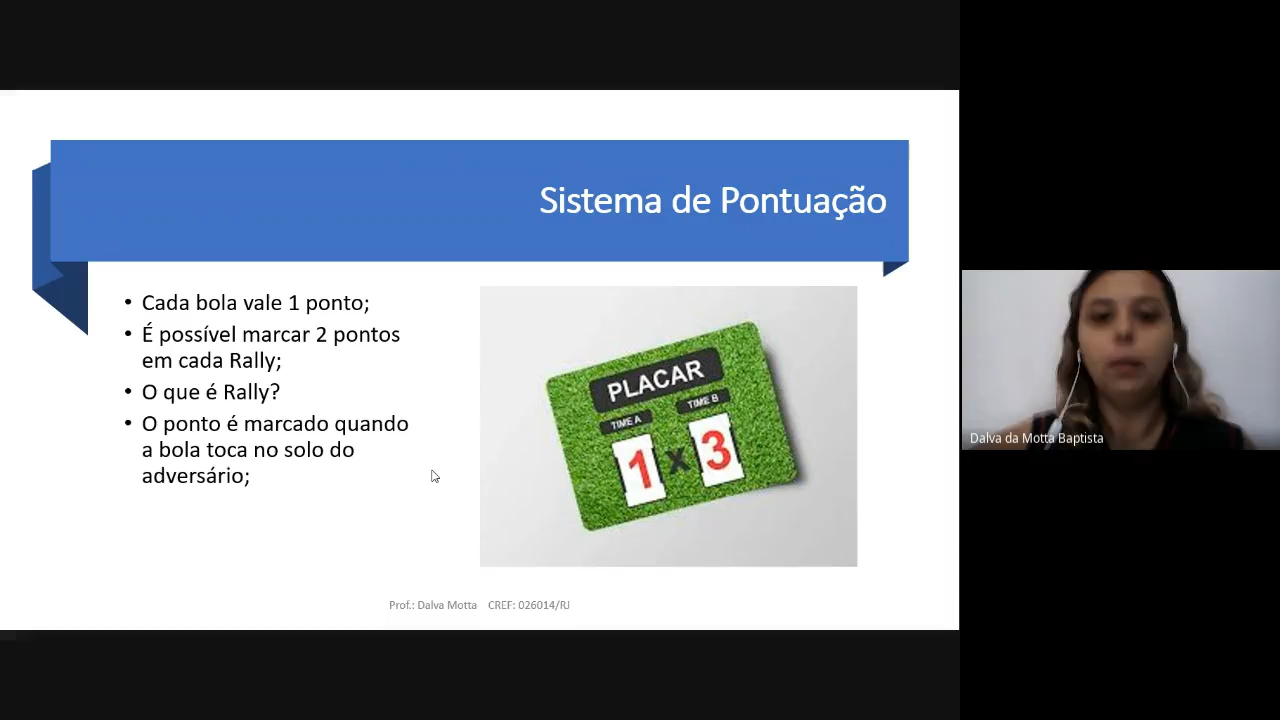 Sistema de Pontuação
• Cada bola vale 1 ponto;
• É possível marcar 2 pontos
em cada Rally;
• O que é Rally?
• O ponto é marcado quando
a bola toca no solo do
adversário;
PLACAR
TIME A
TIME B
1 X 3
Prof.: Dalva Motta CREF: 026014/RJ
Dalva da Motta Baptista